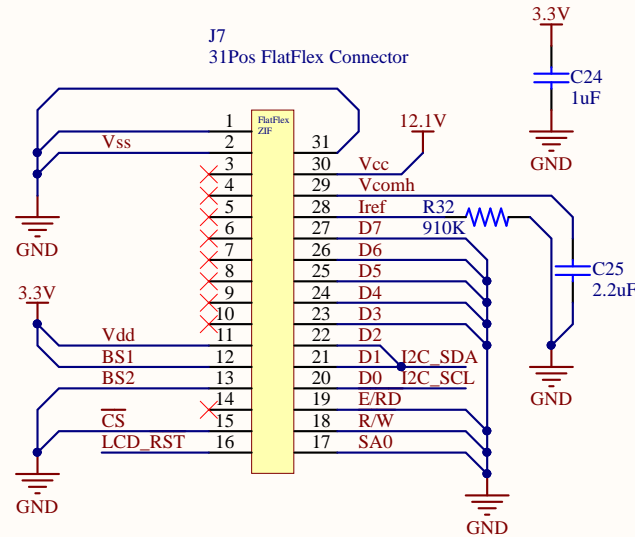 3.3V
J7
31Pos FlatFlex Connector
C24
1uF
GND
12.1V
FlatFlex
ZIF
1
Vss 2
3
4
5
6
7
8
9
10
Vdd 11
BS1 12
BS2 13
14
CS 15
LCD_RST 16
31
30 Vcc
29 Vcomh
28 Iref R32
27 D7 910K
26 D6
25 D5
24 D4
23 D3
22 D2
21 D1 I2C_SDA
20 D0 I2C_SCL
19 E/RD
18 R/W
17 SA0
GND
3.3V
GND
C25
2.2uF
GND
GND